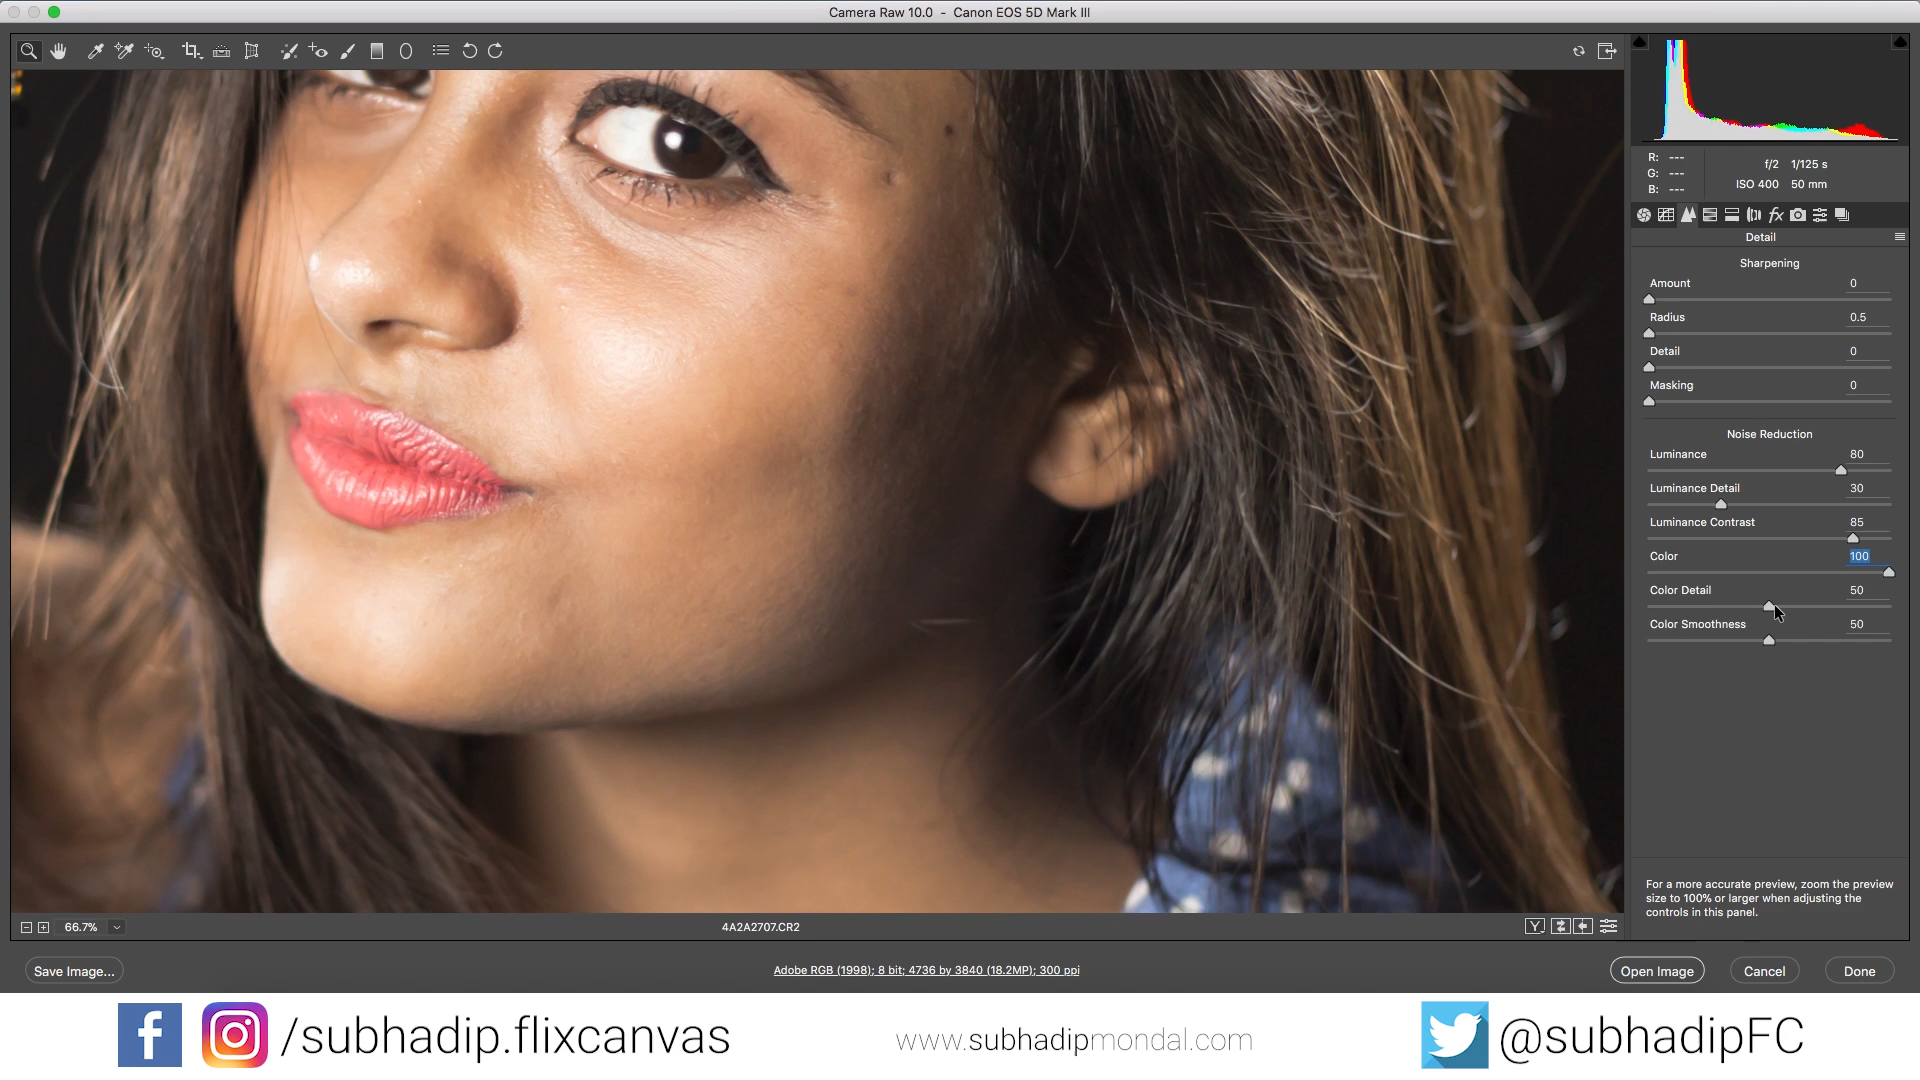 Camera Raw 10.0 - Canon EOS 5D Mark III
R: ---
G: ---
B: ---
f/2 1/125 s
ISO 400 50 mm
fx
Detail
Sharpening
Amount 0
Radius 0.5
Detail 0
Masking 0
Noise Reduction
Luminance 80
Luminance Detail 30
Luminance Contrast 85
Color 100
Color Detail 50
Color Smoothness 50
For a more accurate preview, zoom the preview
size to 100% or larger when adjusting the
controls in this panel.
66.7%
4A2A2707.CR2
Y
Save Image...
Adobe RGB (1998); 8 bit; 4736 by 3840 (18.2MP); 300 ppi
Open Image
Cancel
Done
f
/subhadip.flixcanvas
www.subhadipmondal.com
@subhadipFC